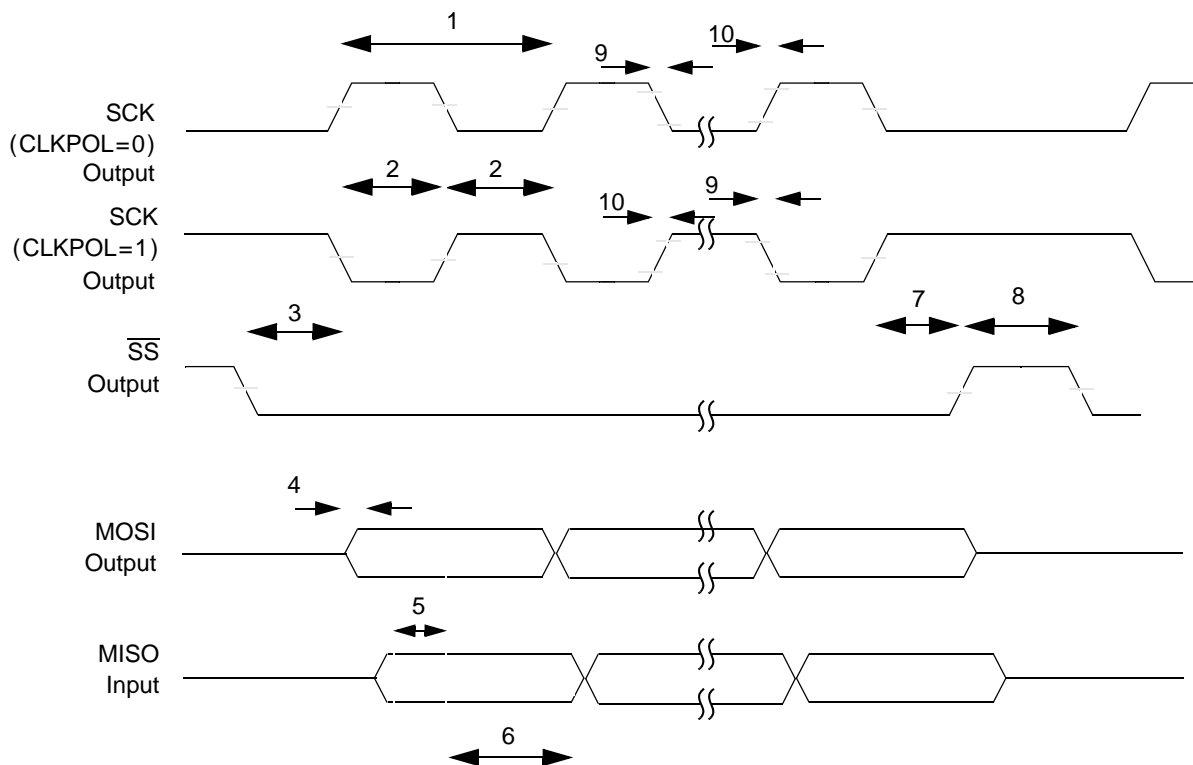 1
9
10
SCK
(CLKPOL=0)
Output
2
2
9
10
SCK
(CLKPOL=1)
Output
3
7
8
SS
Output
4
MOSI
Output
5
MISO
Input
6